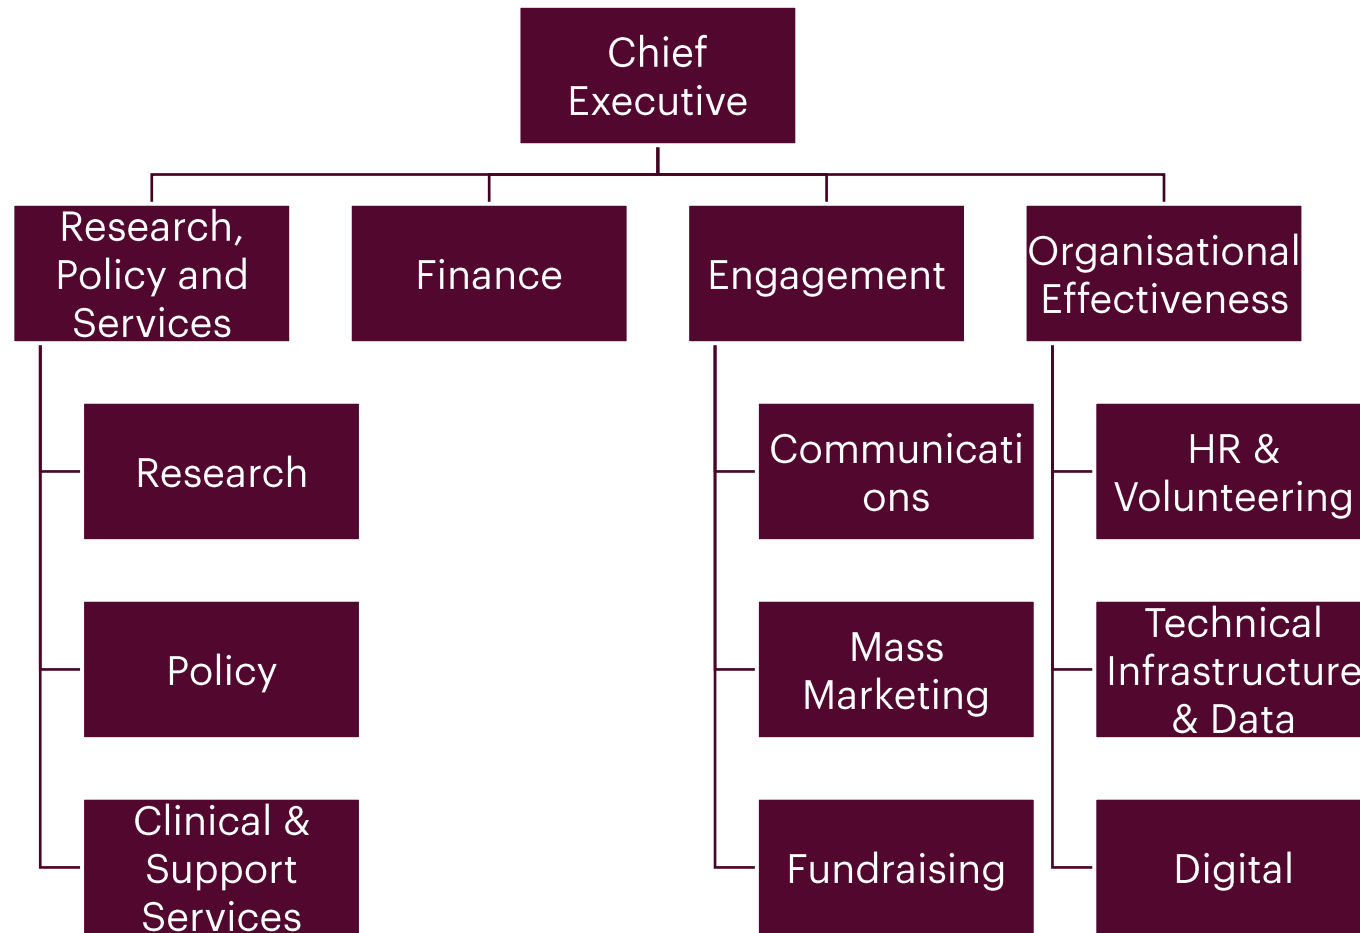 Chief
Executive
Research,
Policy and
Services
Finance
Engagement
Organisational
Effectiveness
Research
Communicati
ons
HR &
Volunteering
Policy
Mass
Marketing
Technical
Infrastructure
& Data
Clinical &
Support
Services
Fundraising
Digital